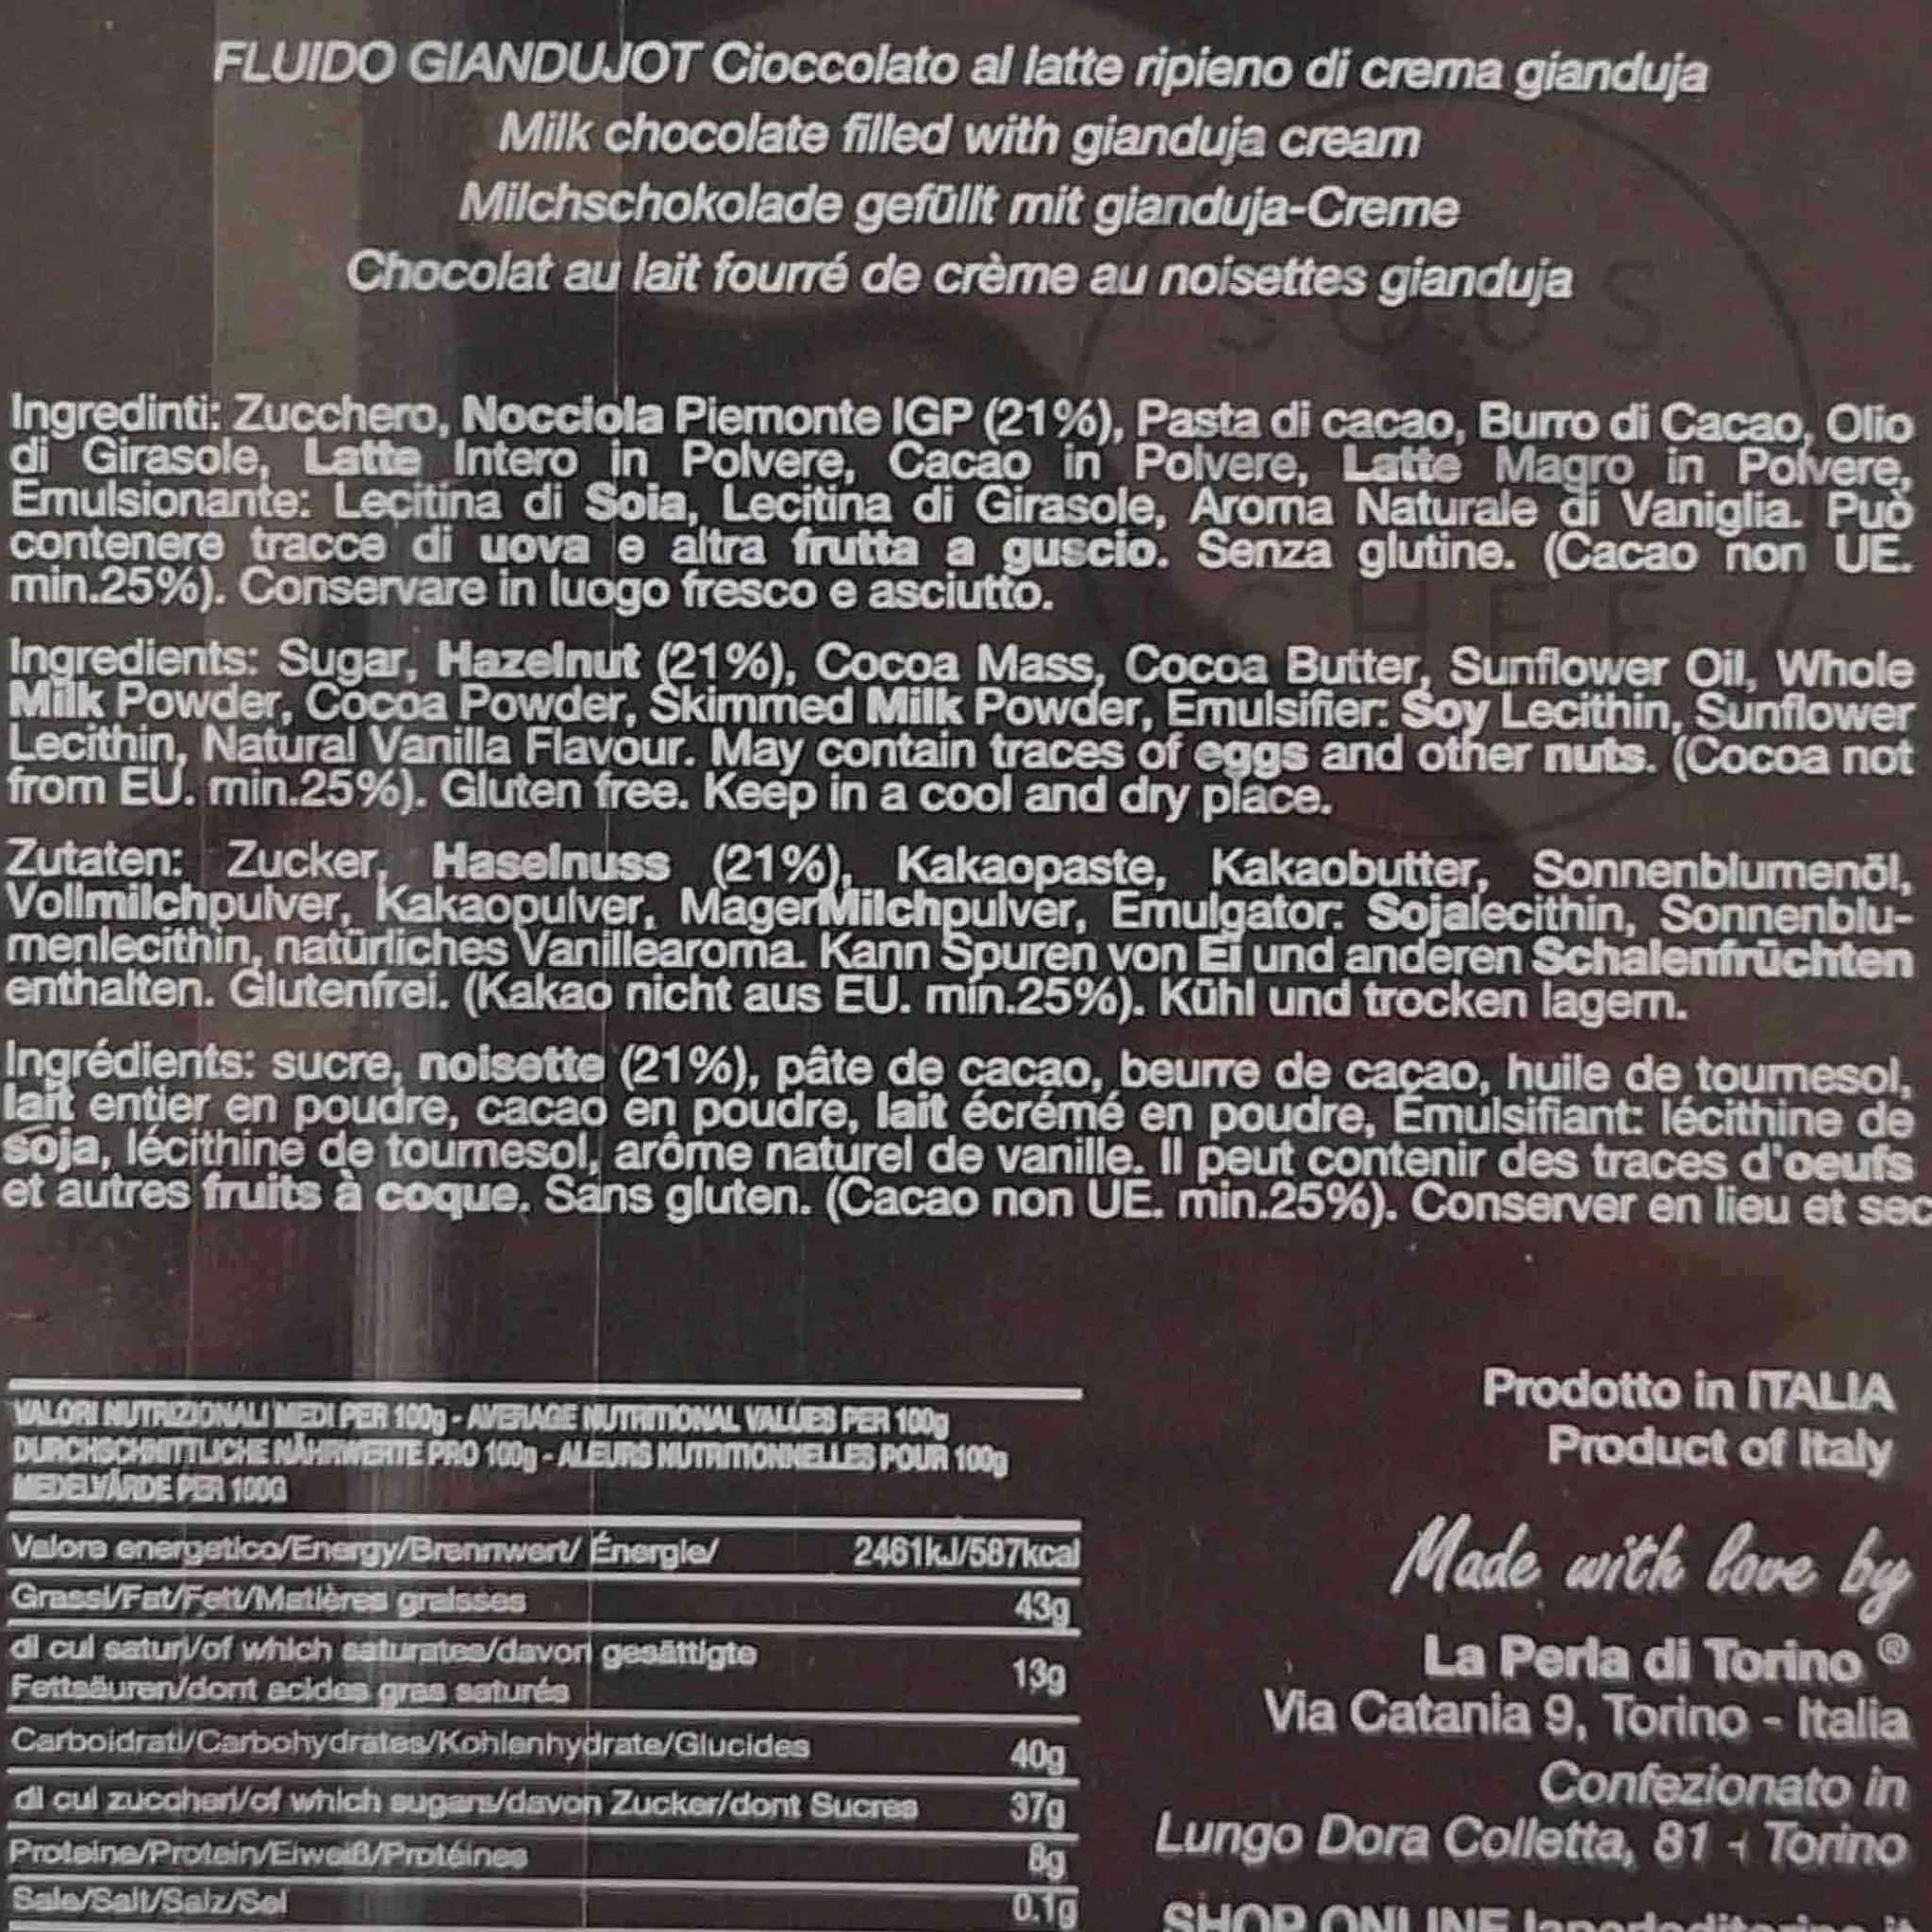 FLUIDO GIANDUJOT Cioccolato al latte ripieno di crema gianduja
Milk chocolate filled with gianduja cream
Milchschokolade gefüllt mit gianduja-Creme
Chocolat au lait fourré de crème au noisettes gianduja
SOUS
CHEF
Ingredinti: Zucchero, Nocciola Piemonte IGP (21%), Pasta di cacao, Burro di Cacao, Olio
di Girasole, Latte Intero in Polvere, Cacao in Polvere, Latte Magro in Polvere,
Emulsionante: Lecitina di Soia, Lecitina di Girasole, Aroma Naturale di Vaniglia. Può
contenere tracce di uova e altra frutta a guscio. Senza glutine. (Cacao non UE.
min.25%). Conservare in luogo fresco e asciutto.
Ingredients: Sugar, Hazelnut (21%), Cocoa Mass, Cocoa Butter, Sunflower Oil, Whole
Milk Powder, Cocoa Powder, Skimmed Milk Powder, Emulsifier: Soy Lecithin, Sunflower
Lecithin, Natural Vanilla Flavour. May contain traces of eggs and other nuts. (Cocoa not
from EU. min.25%). Gluten free. Keep in a cool and dry place.
Zutaten: Zucker, Haselnuss (21%), Kakaopaste, Kakaobutter, Sonnenblumenöl,
Vollmilchpulver, Kakaopulver, MagerMilchpulver, Emulgator: Sojalecithin, Sonnenblu-
menlecithin, natürliches Vanillearoma. Kann Spuren von Ei und anderen Schalenfrüchten
enthalten. Glutenfrei. (Kakao nicht aus EU. min.25%). Kühl und trocken lagern.
Ingrédients: sucre, noisette (21%), pâte de cacao, beurre de cacao, huile de tournesol,
lait entier en poudre, cacao en poudre, lait écrémé en poudre, Émulsifiant: lécithine de
soja, lécithine de tournesol, arôme naturel de vanille. Il peut contenir des traces d'oeufs
et autres fruits à coque. Sans gluten. (Cacao non UE. min.25%). Conserver en lieu et sec
VALORI NUTRIZIONALI MEDI PER 100g - AVERAGE NUTRITIONAL VALUES PER 100g
DURCHSCHNITTLICHE NÄHRWERTE PRO 100g - ALEURS NUTRITIONNELLES POUR 100g
MEDELVÄRDE PER 100G
Valore energetico/Energy/Brennwert/ Énergie/ 2461kJ/587kcal
Grassi/Fat/Fett/Matières graisses 43g
di cui saturi/of which saturates/davon gesättigte
Fettsäuren/dont acides gras saturés 13g
Carboidrati/Carbohydrates/Kohlenhydrate/Glucides 40g
di cui zuccheri/of which sugars/davon Zucker/dont Sucres 37g
Proteine/Protein/Eiweiß/Protéines 8g
Sale/Salt/Salz/Sel 0.1g
Prodotto in ITALIA
Product of Italy
Made with love by
La Perla di Torino ®
Via Catania 9, Torino - Italia
Confezionato in
Lungo Dora Colletta, 81 - Torino
SHOP ONLINE laperladitorino.it